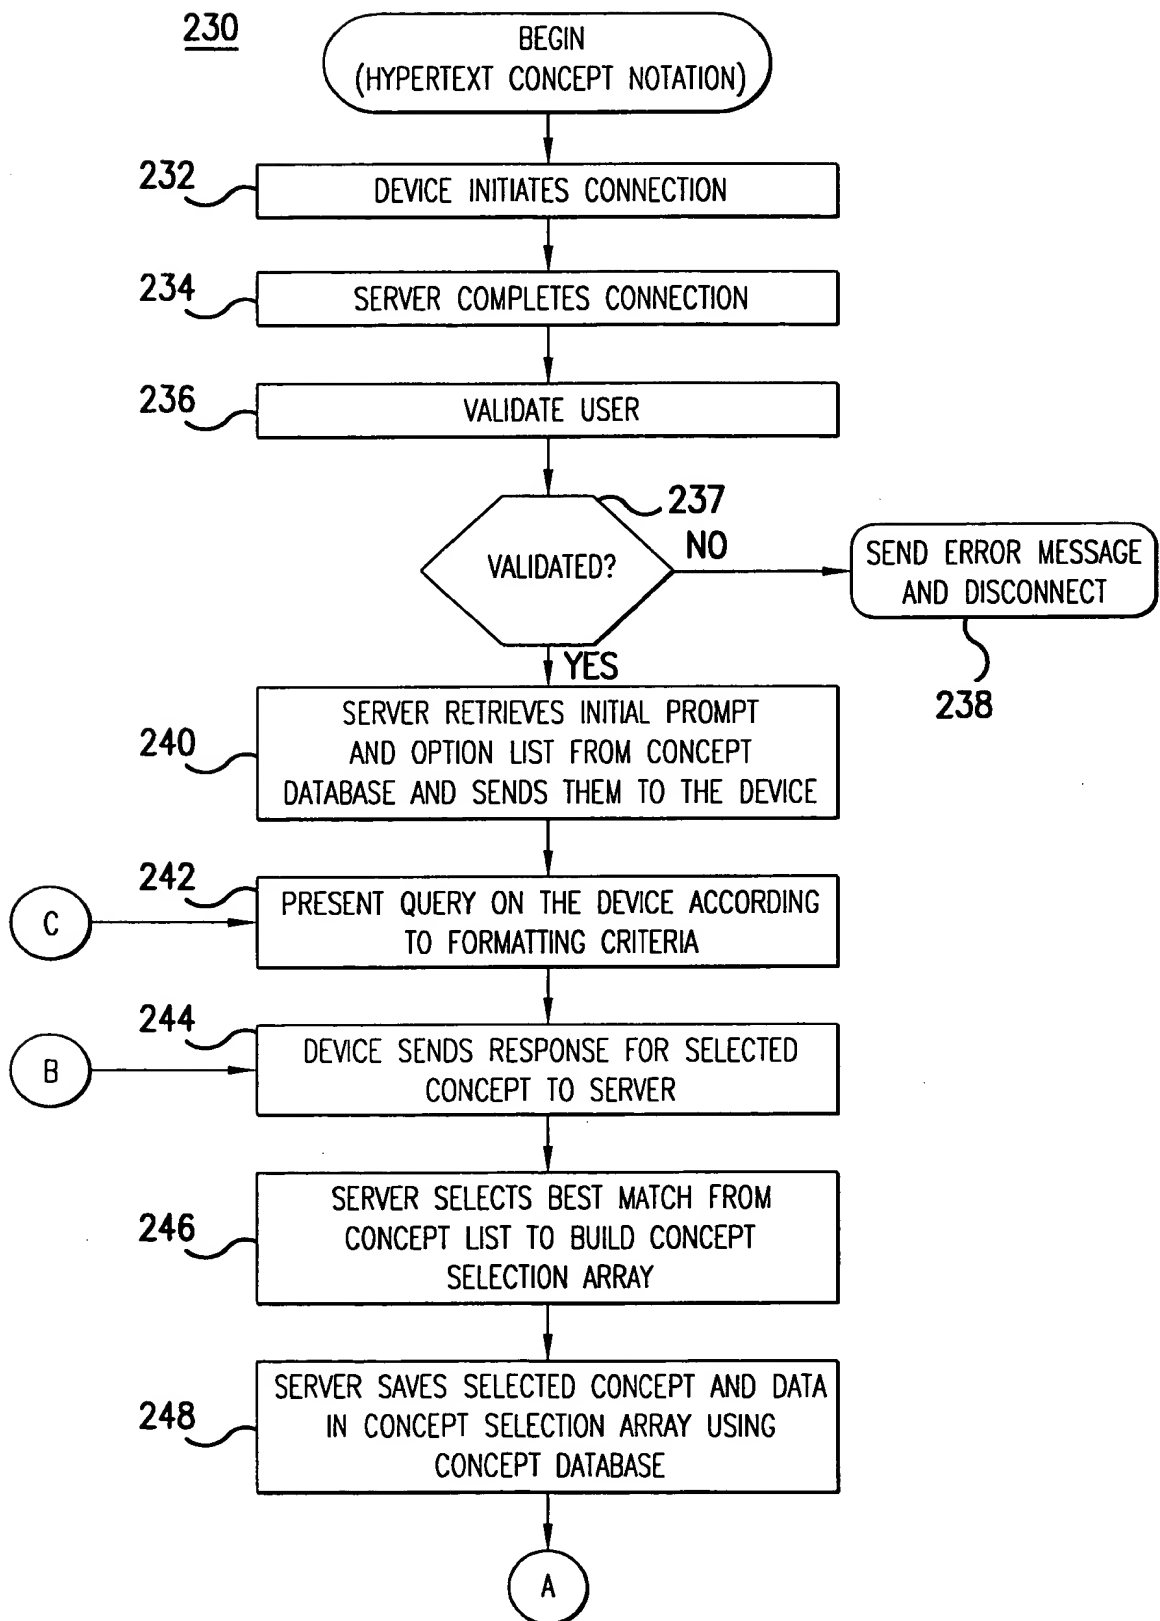 230
BEGIN
(HYPERTEXT CONCEPT NOTATION)
232
DEVICE INITIATES CONNECTION
234
SERVER COMPLETES CONNECTION
236
VALIDATE USER
237
VALIDATED?
NO
SEND ERROR MESSAGE
AND DISCONNECT
238
YES
240
SERVER RETRIEVES INITIAL PROMPT
AND OPTION LIST FROM CONCEPT
DATABASE AND SENDS THEM TO THE DEVICE
242
C
PRESENT QUERY ON THE DEVICE ACCORDING
TO FORMATTING CRITERIA
244
B
DEVICE SENDS RESPONSE FOR SELECTED
CONCEPT TO SERVER
246
SERVER SELECTS BEST MATCH FROM
CONCEPT LIST TO BUILD CONCEPT
SELECTION ARRAY
248
SERVER SAVES SELECTED CONCEPT AND DATA
IN CONCEPT SELECTION ARRAY USING
CONCEPT DATABASE
A